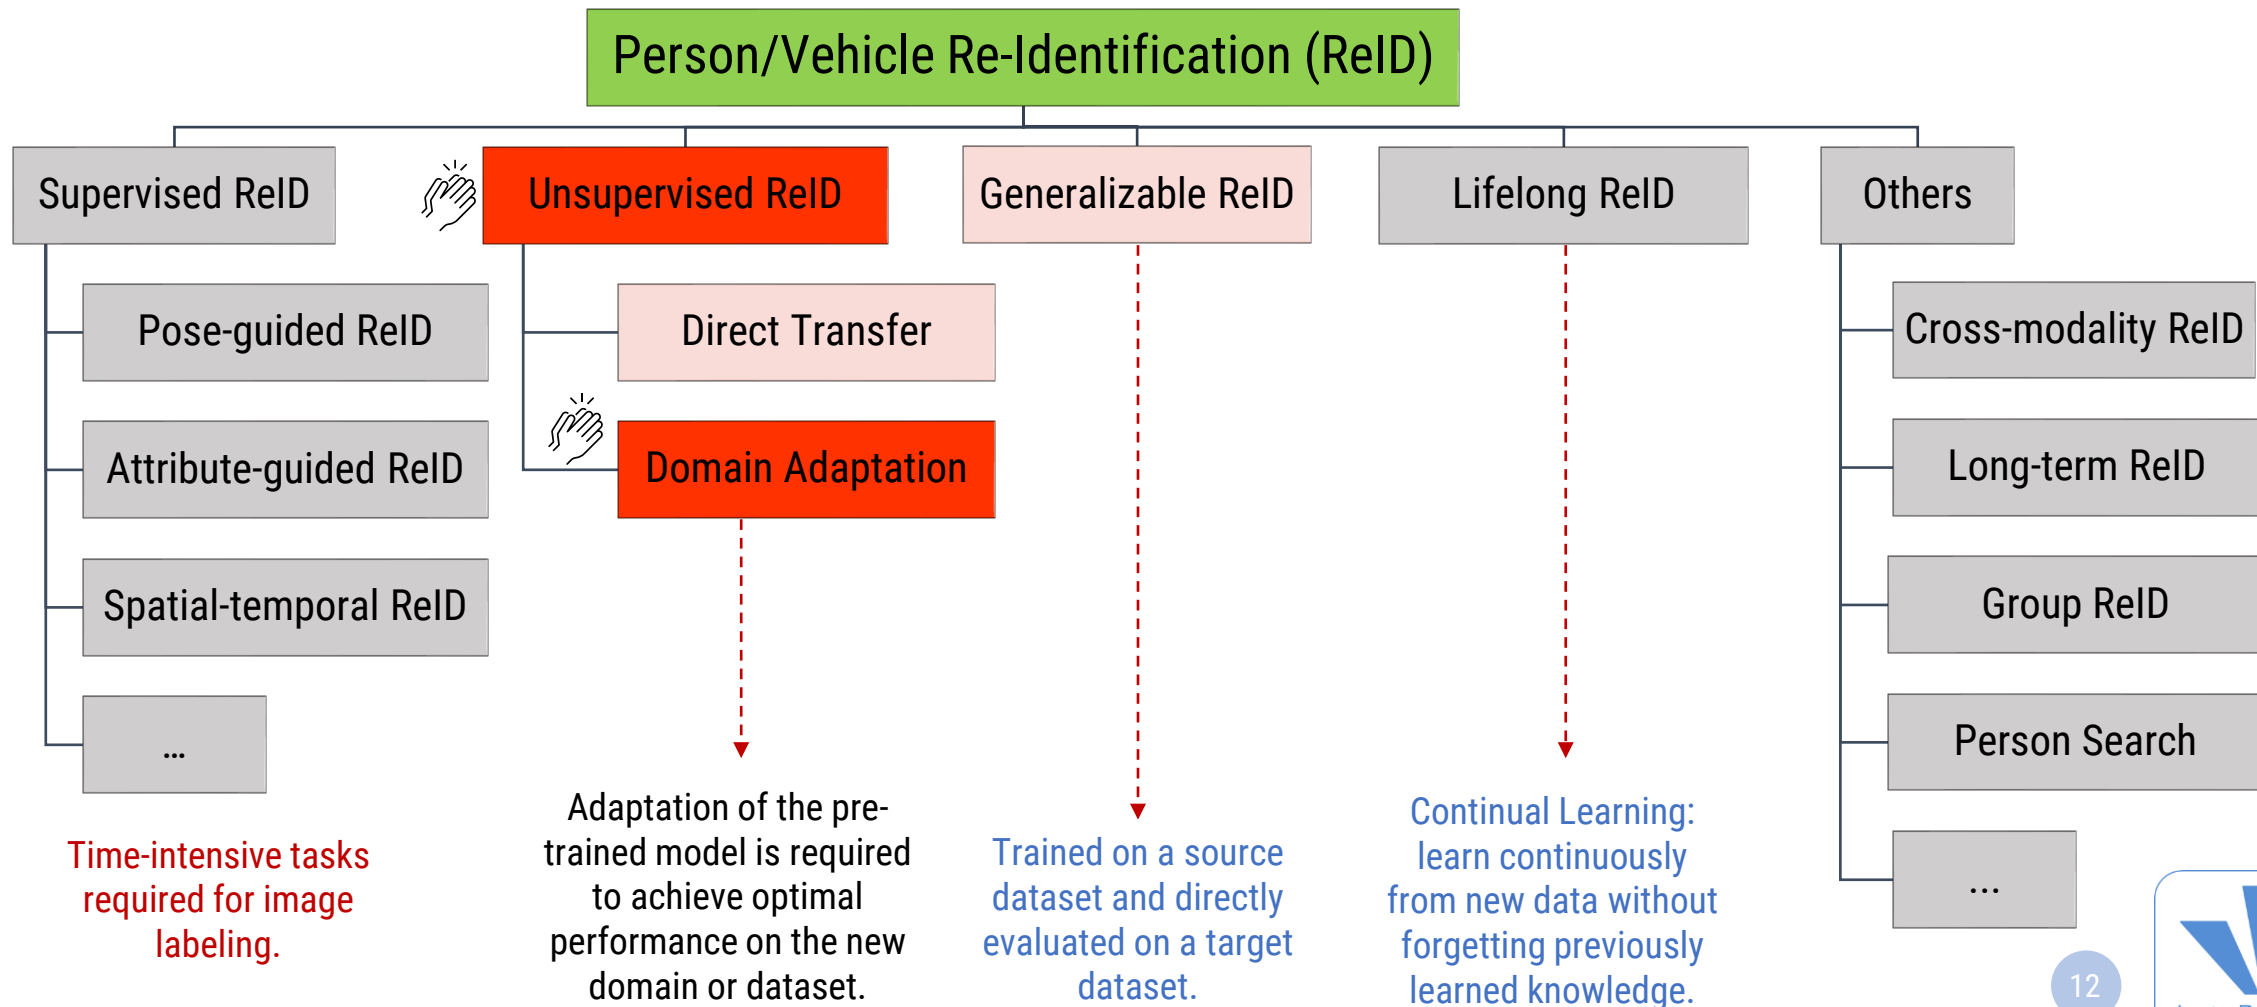 Person/Vehicle Re-Identification (ReID)
Supervised ReID
Unsupervised ReID
Generalizable ReID
Lifelong ReID
Others
Pose-guided ReID
Attribute-guided ReID
Spatial-temporal ReID
...
Time-intensive tasks
required for image
labeling.
Direct Transfer
Domain Adaptation
Adaptation of the pre-
trained model is required
to achieve optimal
performance on the new
domain or dataset.
Trained on a source
dataset and directly
evaluated on a target
dataset.
Continual Learning:
learn continuously
from new data without
forgetting previously
learned knowledge.
Cross-modality ReID
Long-term ReID
Group ReID
Person Search
...
12